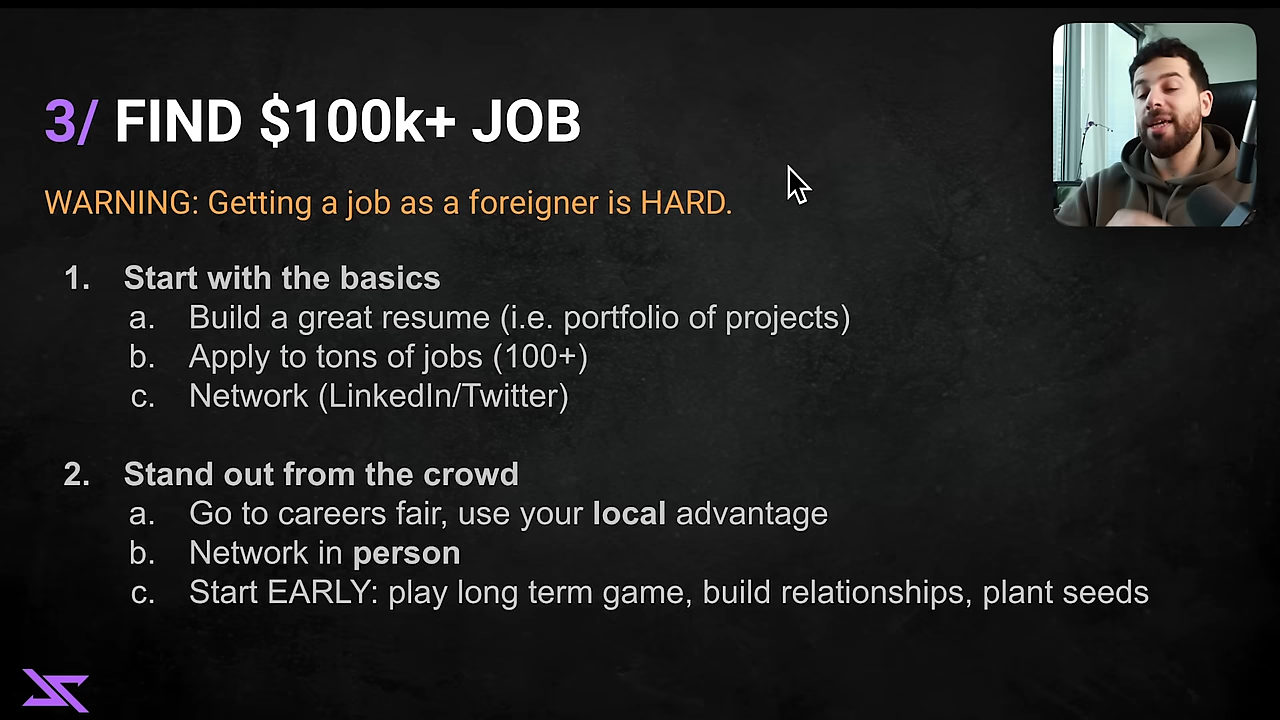 3/ FIND $100k+ JOB
WARNING: Getting a job as a foreigner is HARD.
1. Start with the basics
a. Build a great resume (i.e. portfolio of projects)
b. Apply to tons of jobs (100+)
c. Network (LinkedIn/Twitter)
2. Stand out from the crowd
a. Go to careers fair, use your local advantage
b. Network in person
c. Start EARLY: play long term game, build relationships, plant seeds